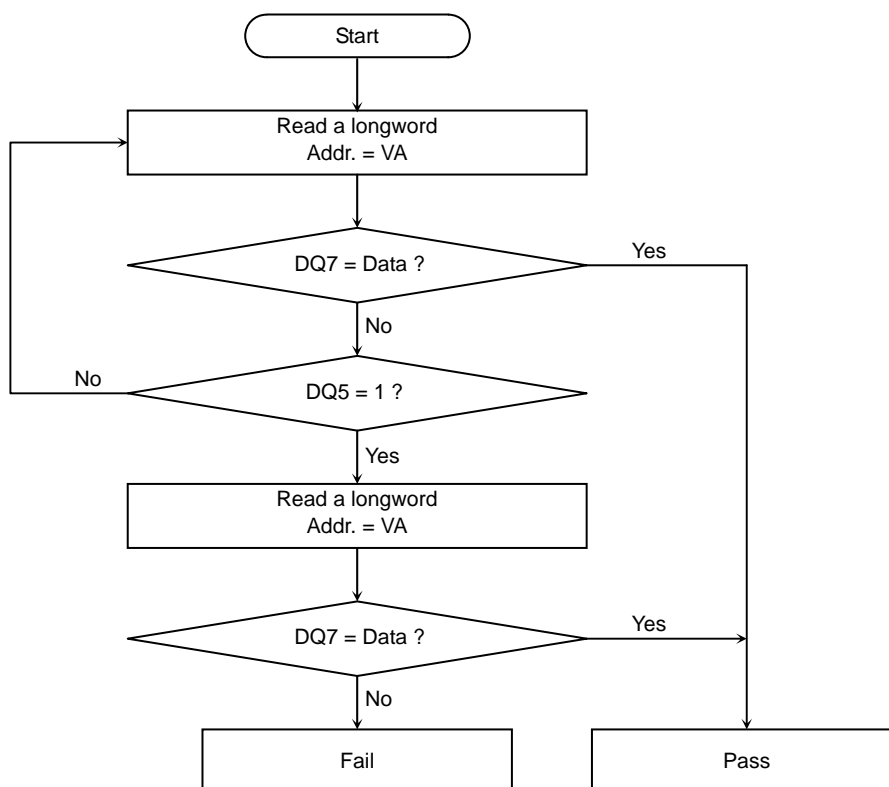 Start
Read a longword
Addr. = VA
DQ7 = Data ?
Yes
No
DQ5 = 1 ?
No
Yes
Read a longword
Addr. = VA
DQ7 = Data ?
Yes
No
Fail
Pass